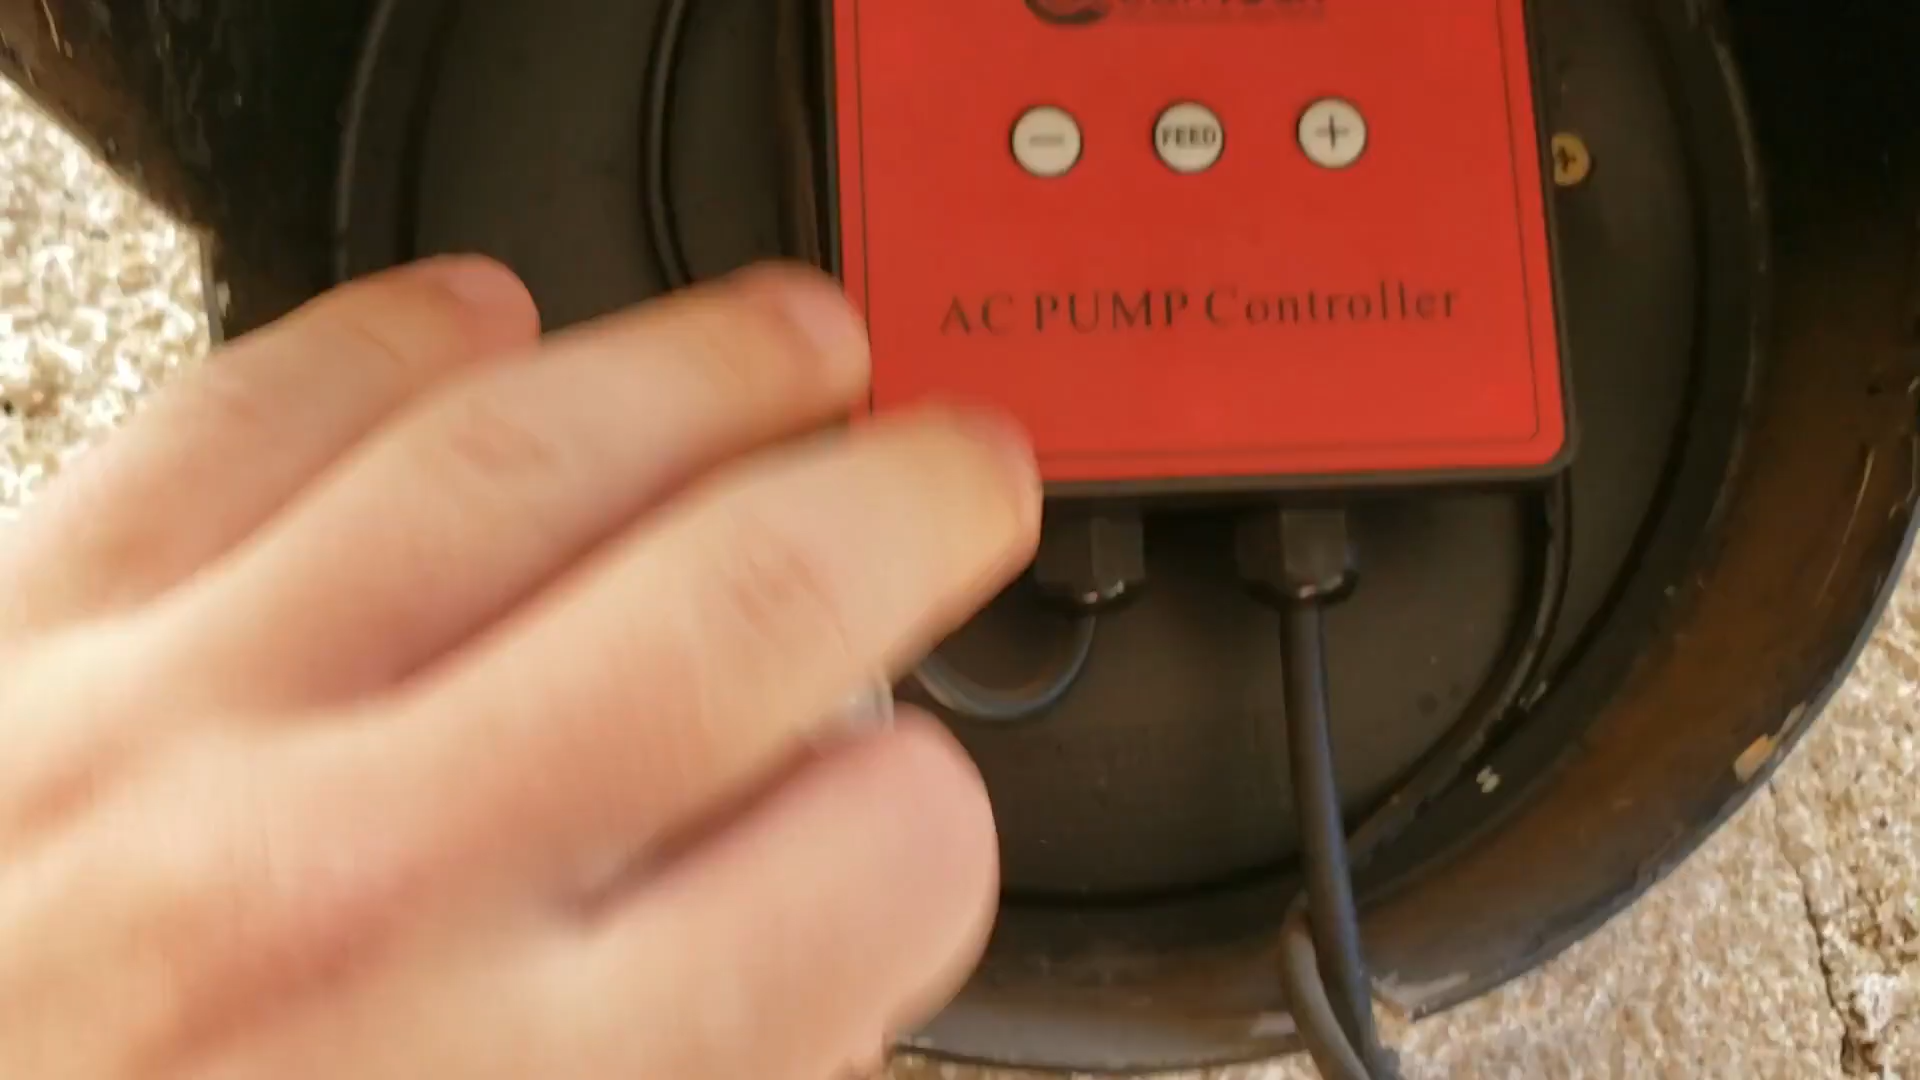 − FEED +
AC PUMP Controller